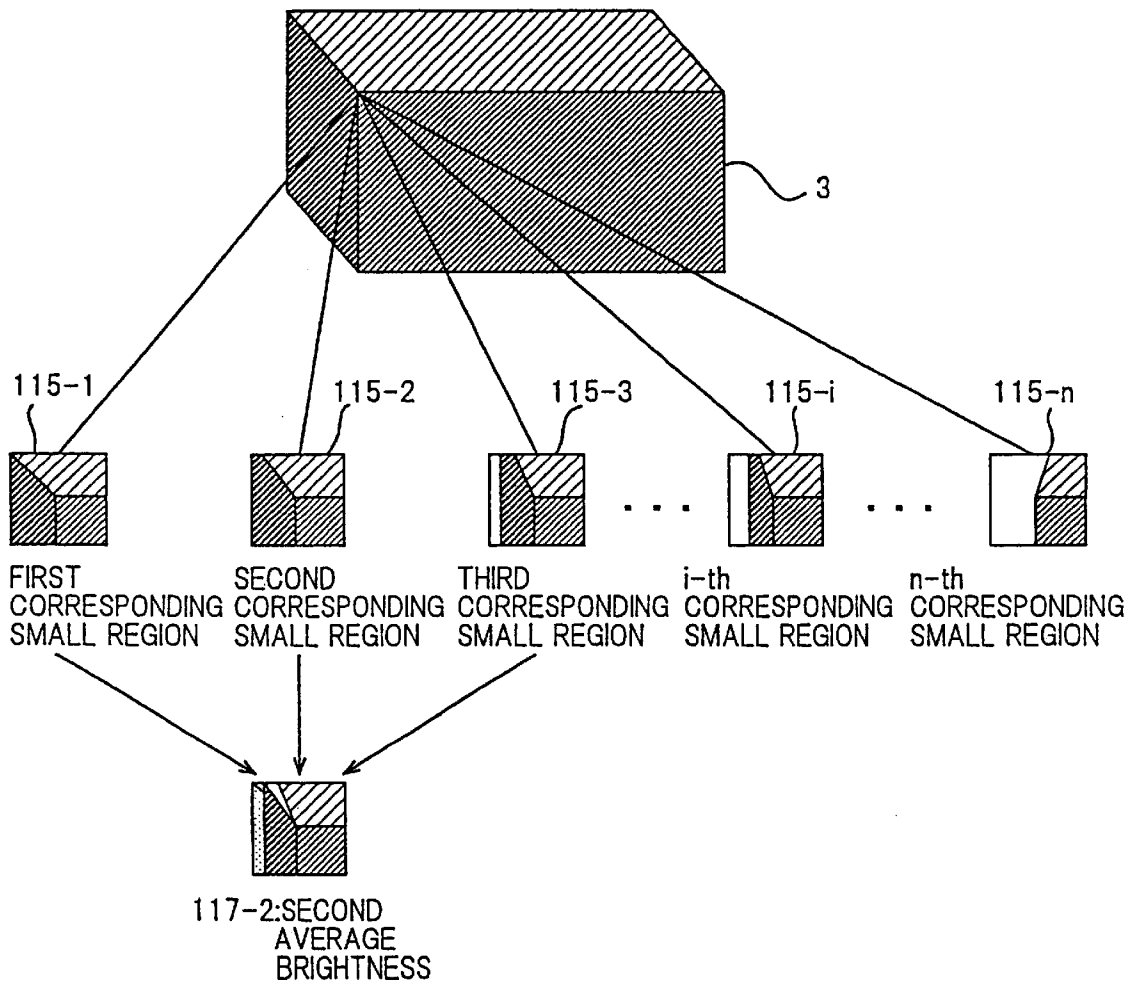 3
115-1
115-2
115-3
115-i
115-n
. . .
. . .
FIRST
CORRESPONDING
SMALL REGION
SECOND
CORRESPONDING
SMALL REGION
THIRD
CORRESPONDING
SMALL REGION
i-th
CORRESPONDING
SMALL REGION
n-th
CORRESPONDING
SMALL REGION
117-2:SECOND
AVERAGE
BRIGHTNESS